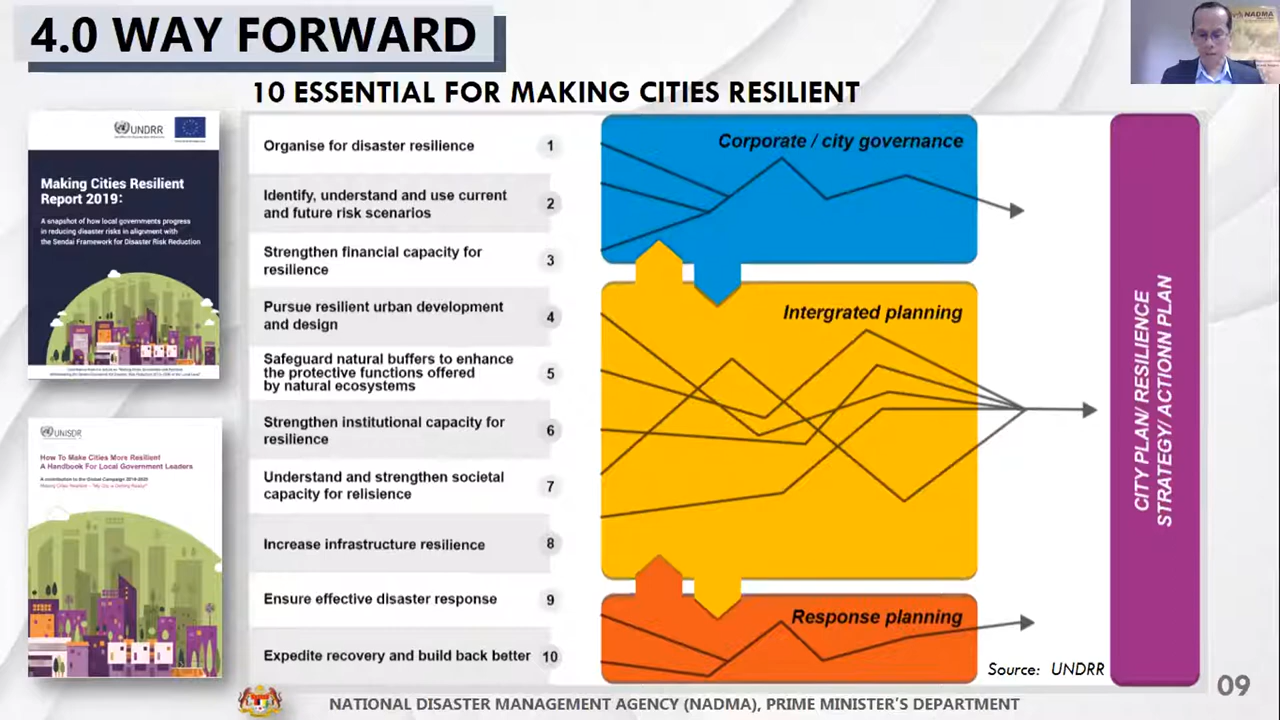 4.0 WAY FORWARD
NADMA
10 ESSENTIAL FOR MAKING CITIES RESILIENT
UNDRR
Making Cities Resilient
Report 2019:
A snapshot of how local governments progress
in reducing disaster risks in alignment with
the Sendai Framework for Disaster Risk Reduction
UNISDR
How To Make Cities More Resilient
A Handbook For Local Government Leaders
Organise for disaster resilience 1
Identify, understand and use current
and future risk scenarios 2
Strengthen financial capacity for
resilience 3
Pursue resilient urban development
and design 4
Safeguard natural buffers to enhance
the protective functions offered
by natural ecosystems 5
Strengthen institutional capacity for
resilience 6
Understand and strengthen societal
capacity for relisience 7
Increase infrastructure resilience 8
Ensure effective disaster response 9
Expedite recovery and build back better 10
Corporate / city governance
Intergrated planning
Response planning
CITY PLAN/ RESILIENCE
STRATEGY/ ACTIONN PLAN
Source: UNDRR
NATIONAL DISASTER MANAGEMENT AGENCY (NADMA), PRIME MINISTER'S DEPARTMENT
09